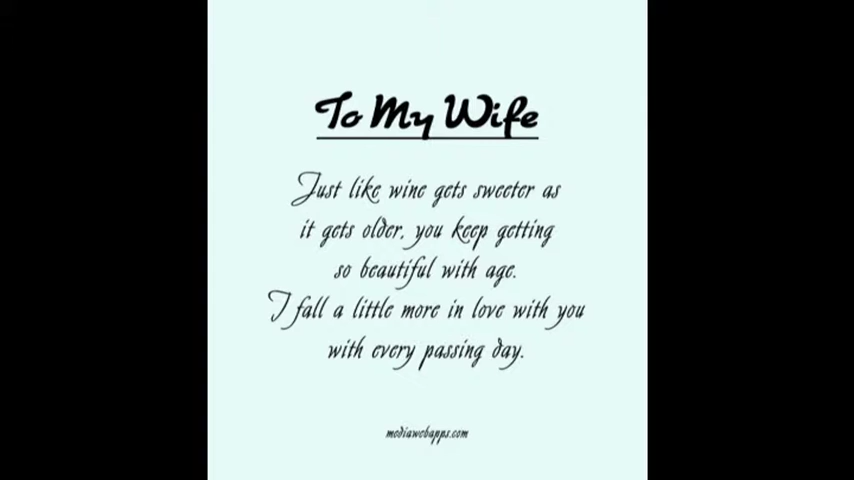 To My Wife
Just like wine gets sweeter as
it gets older, you keep getting
so beautiful with age.
I fall a little more in love with you
with every passing day.
mediawebapps.com